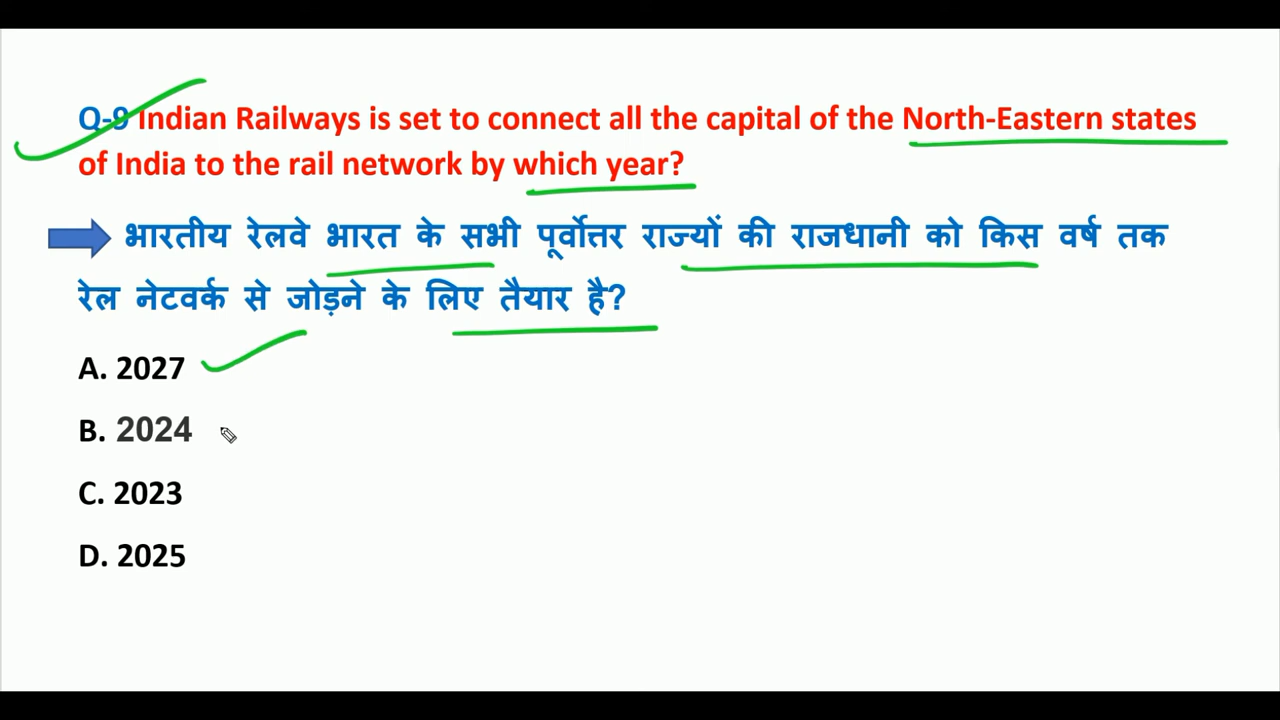 Q-9 Indian Railways is set to connect all the capital of the North-Eastern states
of India to the rail network by which year?
भारतीय रेलवे भारत के सभी पूर्वोत्तर राज्यों की राजधानी को किस वर्ष तक
रेल नेटवर्क से जोड़ने के लिए तैयार है?
A. 2027
B. 2024
C. 2023
D. 2025